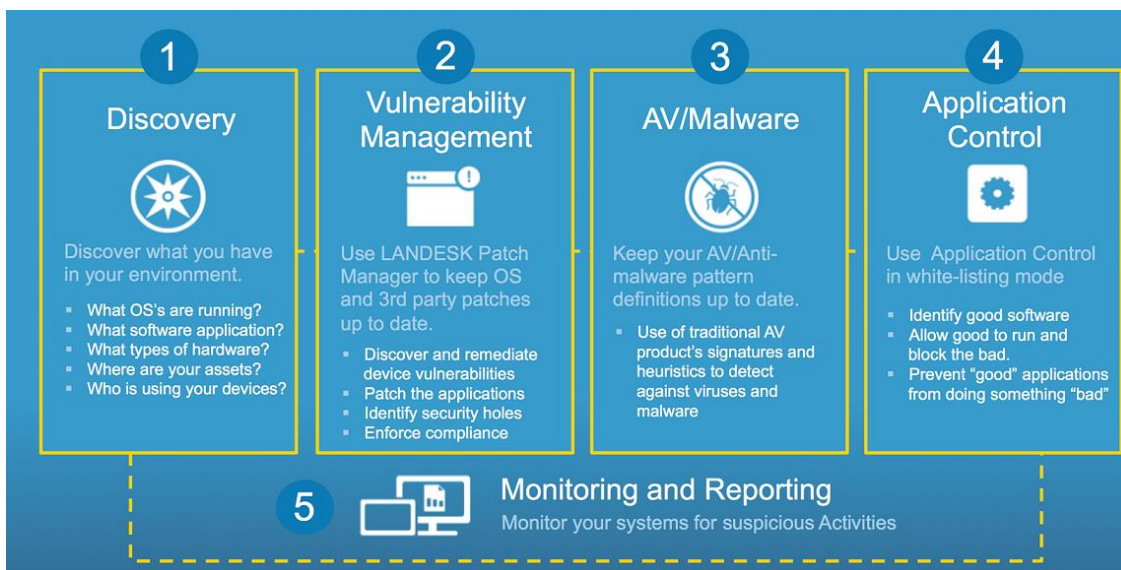 1
Discovery
Discover what you have
in your environment.
▪ What OS's are running?
▪ What software application?
▪ What types of hardware?
▪ Where are your assets?
▪ Who is using your devices?
2
Vulnerability
Management
!
Use LANDESK Patch
Manager to keep OS
and 3rd party patches
up to date.
▪ Discover and remediate
device vulnerabilities
▪ Patch the applications
▪ Identify security holes
▪ Enforce compliance
3
AV/Malware
Keep your AV/Anti-
malware pattern
definitions up to date.
▪ Use of traditional AV
product's signatures and
heuristics to detect
against viruses and
malware
4
Application
Control
Use Application Control
in white-listing mode
▪ Identify good software
▪ Allow good to run and
block the bad.
▪ Prevent “good” applications
from doing something “bad”
5
Monitoring and Reporting
Monitor your systems for suspicious Activities